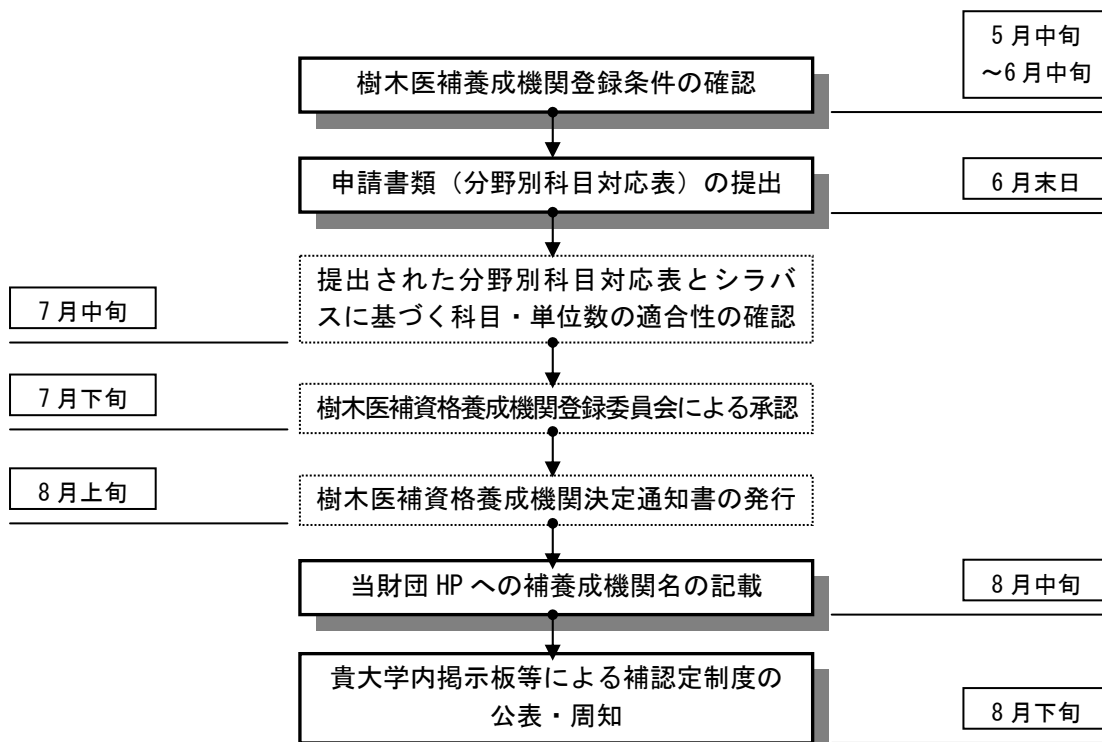 5月中旬
～6月中旬
樹木医補養成機関登録条件の確認
申請書類（分野別科目対応表）の提出
6月末日
提出された分野別科目対応表とシラバ
スに基づく科目・単位数の適合性の確認
7月中旬
7月下旬
樹木医補資格養成機関登録委員会による承認
8月上旬
樹木医補資格養成機関決定通知書の発行
当財団 HP への補養成機関名の記載
8月中旬
貴大学内掲示板等による補認定制度の
公表・周知
8月下旬